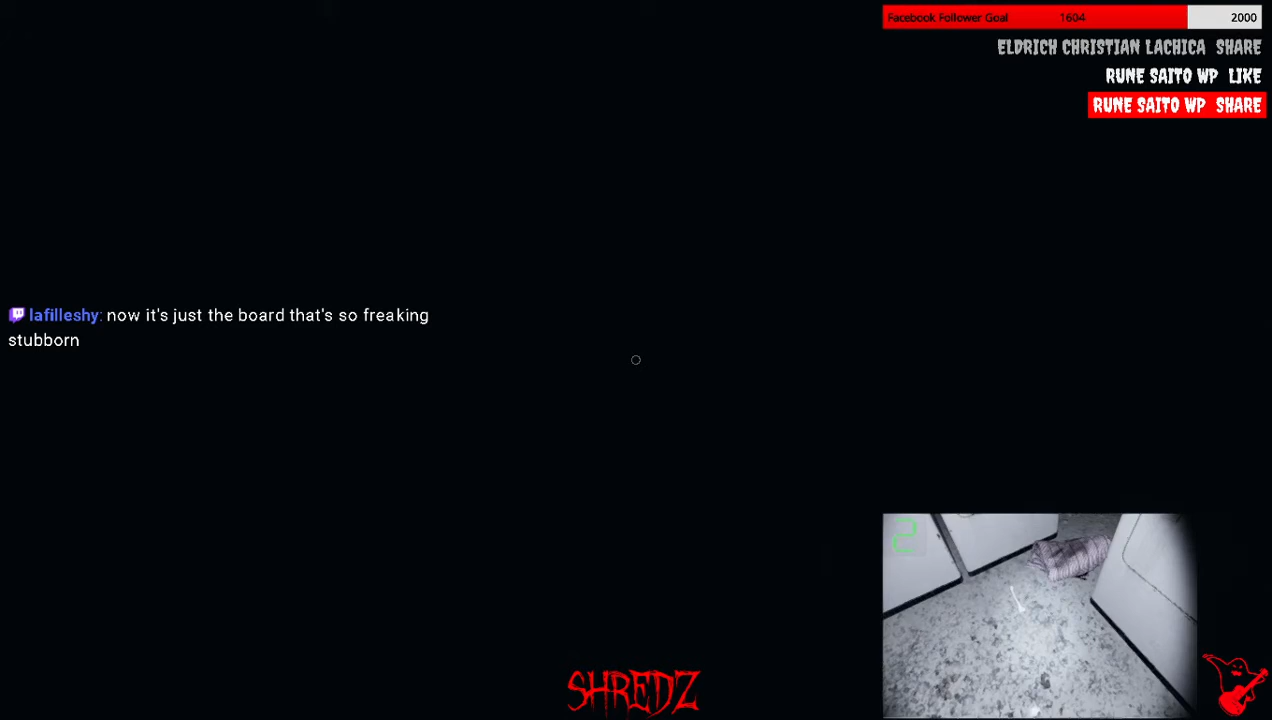 Facebook Follower Goal 1604 2000
ELDRICH CHRISTIAN LACHICA SHARE
RUNE SAITO WP LIKE
RUNE SAITO WP SHARE
lafilleshy: now it's just the board that's so freaking
stubborn
2
SHREDZ